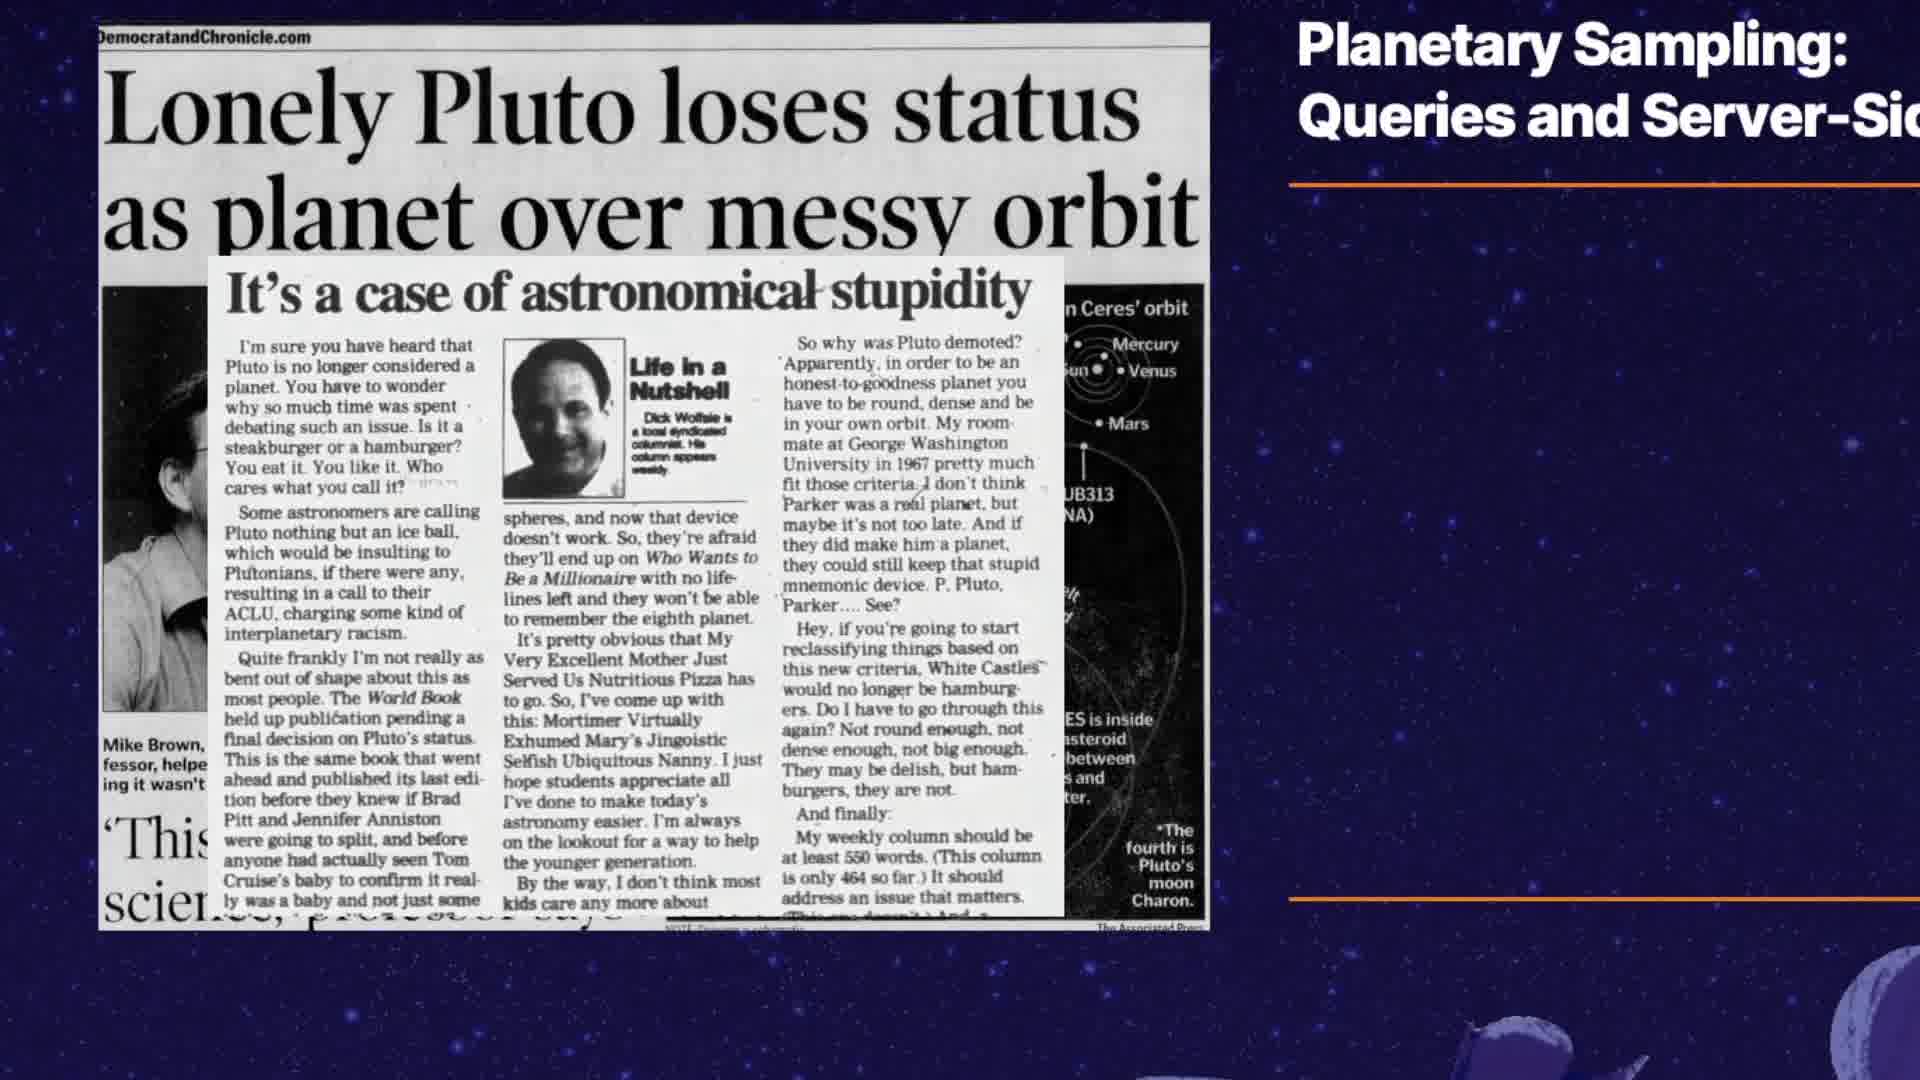 DemocratandChronicle.com
Lonely Pluto loses status
as planet over messy orbit
It's a case of astronomical stupidity
I'm sure you have heard that
Pluto is no longer considered a
planet. You have to wonder
why so much time was spent
debating such an issue. Is it a
steakburger or a hamburger?
You eat it. You like it. Who
cares what you call it?
Some astronomers are calling
Pluto nothing but an ice ball,
which would be insulting to
Plutonians, if there were any,
resulting in a call to their
ACLU, charging some kind of
interplanetary racism.
Quite frankly I'm not really as
bent out of shape about this as
most people. The World Book
held up publication pending a
final decision on Pluto's status.
This is the same book that went
ahead and published its last edi-
tion before they knew if Brad
Pitt and Jennifer Anniston
were going to split, and before
anyone had actually seen Tom
Cruise's baby to confirm it real-
ly was a baby and not just some
Life in a
Nutshell
Dick Wolfsie is
a local syndicated
columnist. His
column appears
weekly.
spheres, and now that device
doesn't work. So, they're afraid
they'll end up on Who Wants to
Be a Millionaire with no life-
lines left and they won't be able
to remember the eighth planet.
It's pretty obvious that My
Very Excellent Mother Just
Served Us Nutritious Pizza has
to go. So, I've come up with
this: Mortimer Virtually
Exhumed Mary's Jingoistic
Selfish Ubiquitous Nanny. I just
hope students appreciate all
I've done to make today's
astronomy easier. I'm always
on the lookout for a way to help
the younger generation.
By the way, I don't think most
kids care any more about
So why was Pluto demoted?
Apparently, in order to be an
honest-to-goodness planet you
have to be round, dense and be
in your own orbit. My room-
mate at George Washington
University in 1967 pretty much
fit those criteria. I don't think
Parker was a real planet, but
maybe it's not too late. And if
they did make him a planet,
they could still keep that stupid
mnemonic device. P. Pluto,
Parker.... See?
Hey, if you're going to start
reclassifying things based on
this new criteria, White Castles
would no longer be hamburg-
ers. Do I have to go through this
again? Not round enough, not
dense enough, not big enough.
They may be delish, but ham-
burgers, they are not.
And finally:
My weekly column should be
at least 550 words. (This column
is only 464 so far.) It should
address an issue that matters.
n Ceres' orbit
Mercury
Sun
Venus
Mars
UB313
NA)
ES is inside
asteroid
between
s and
ter.
*The
fourth is
Pluto's
moon
Charon.
The Associated Press
Mike Brown,
fessor, helpe
ing it wasn't
'This
science, professor says
Planetary Sampling:
Queries and Server-Sid